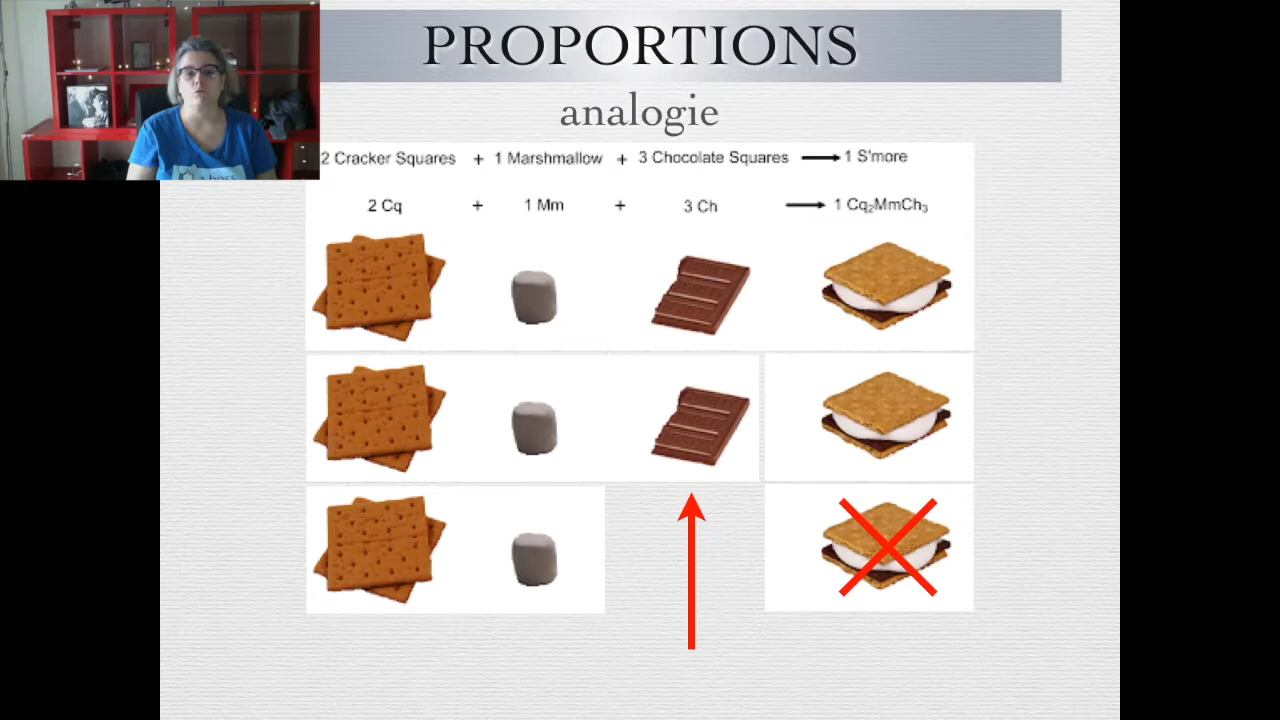 PROPORTIONS
analogie
2 Cracker Squares + 1 Marshmallow + 3 Chocolate Squares ⟶ 1 S'more
2 Cq + 1 Mm + 3 Ch ⟶ 1 Cq₂MmCh₃
a boss